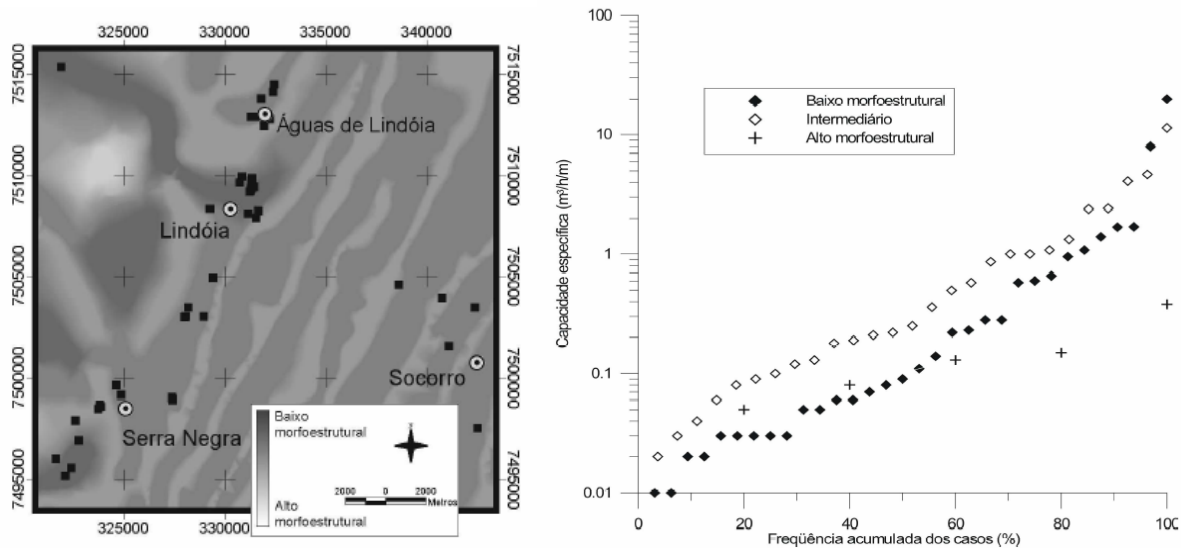 325000 330000 335000 340000
7515000
7510000
7505000
7500000
7495000
7515000
7510000
7505000
7500000
7495000
Águas de Lindóia
Lindóia
Socorro
Serra Negra
Baixo
morfoestrutural
Alto
morfoestrutural
2000 0 2000
Metros
325000 330000
Capacidade específica (m³/h/m)
100
10
1
0.1
0.01
Baixo morfoestrutural
Intermediário
Alto morfoestrutural
20 40 60 80 100
Freqüência acumulada dos casos (%)